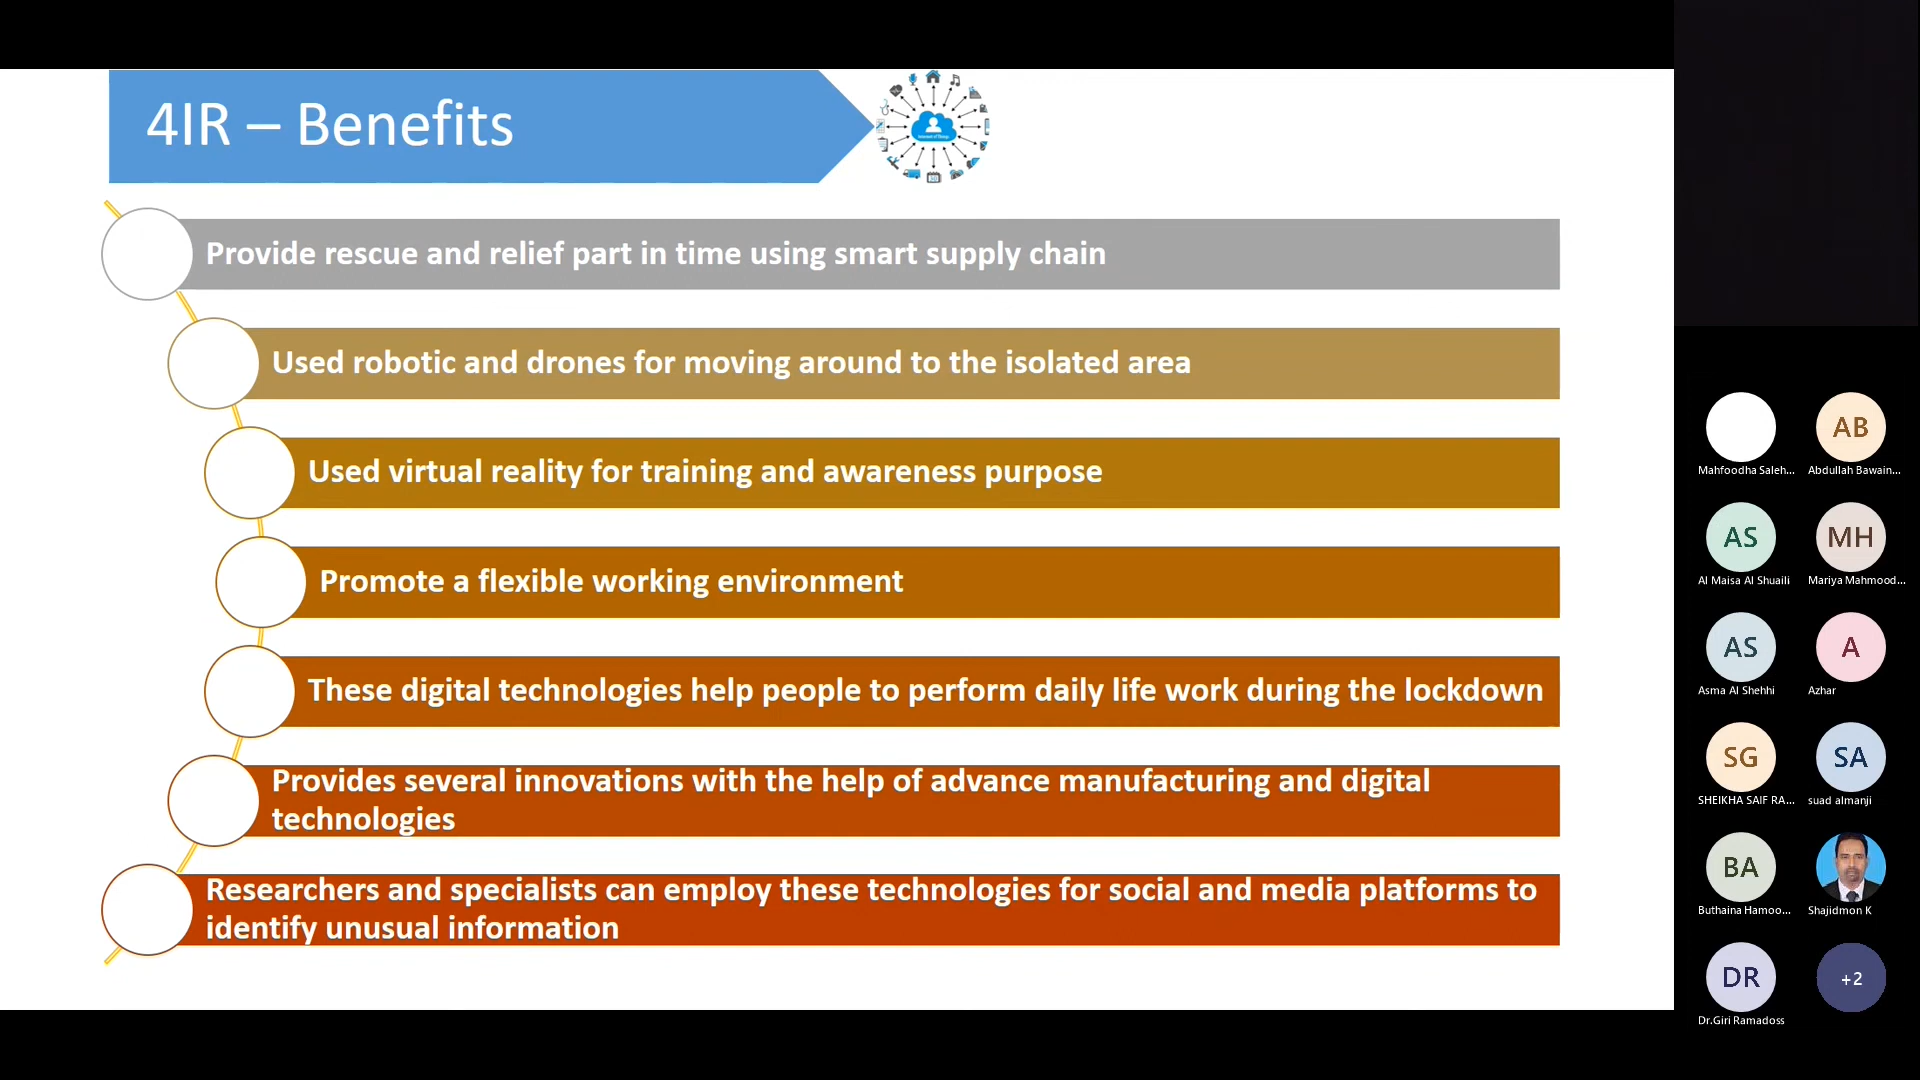 4IR – Benefits
Provide rescue and relief part in time using smart supply chain
Used robotic and drones for moving around to the isolated area
Used virtual reality for training and awareness purpose
Promote a flexible working environment
These digital technologies help people to perform daily life work during the lockdown
Provides several innovations with the help of advance manufacturing and digital
technologies
Researchers and specialists can employ these technologies for social and media platforms to
identify unusual information
AB
Mahfoodha Saleh...
Abdullah Bawain...
AS
MH
Al Maisa Al Shuaili
Mariya Mahmood...
AS
A
Asma Al Shehhi
Azhar
SG
SA
SHEIKHA SAIF RA...
suad almanji
BA
Buthaina Hamoo...
Shajidmon K
DR
+2
Dr.Giri Ramadoss